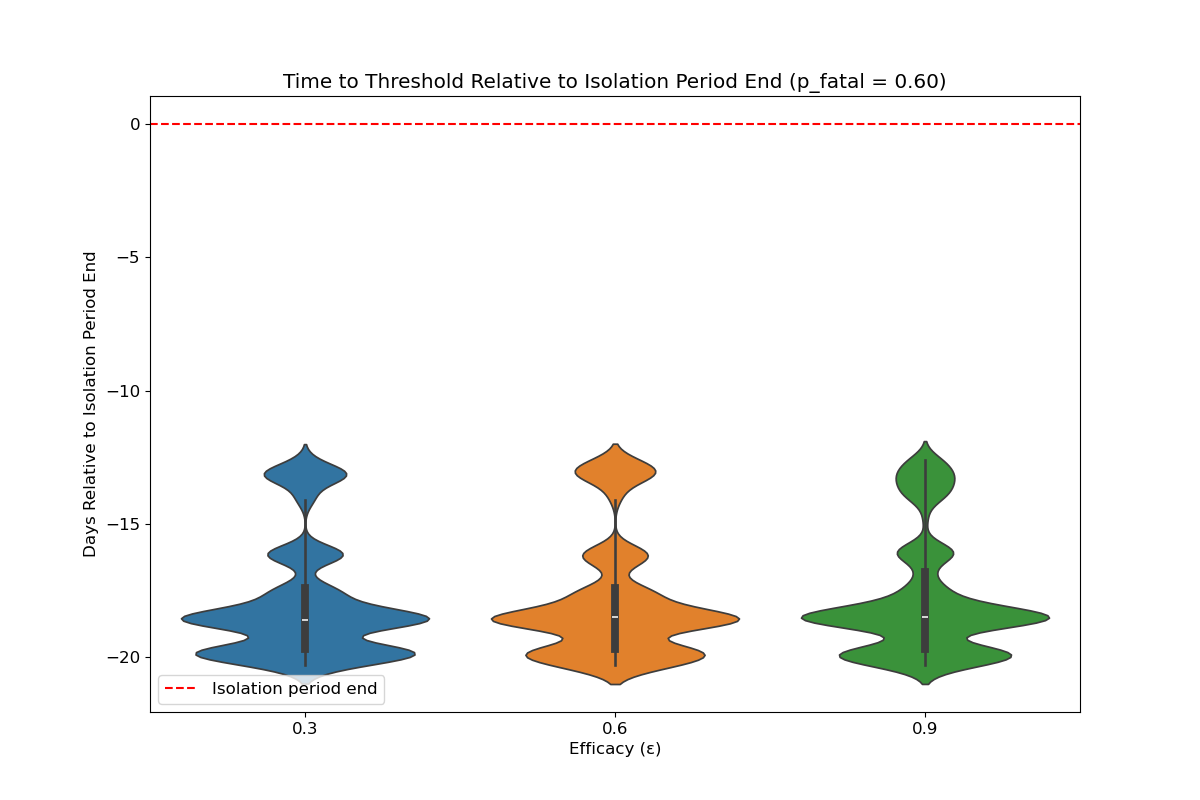 Time to Threshold Relative to Isolation Period End (p_fatal = 0.60)
Days Relative to Isolation Period End
0
−5
−10
−15
−20
Isolation period end
0.3
0.6
0.9
Efficacy (ε)